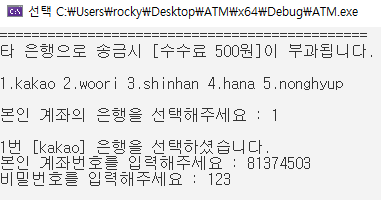 선택 C:₩Users₩rocky₩Desktop₩ATM₩x64₩Debug₩ATM.exe
==============================================
타 은행으로 송금시 [수수료 500원]이 부과됩니다.
1.kakao 2.woori 3.shinhan 4.hana 5.nonghyup
본인 계좌의 은행을 선택해주세요 : 1
1번 [kakao] 은행을 선택하셨습니다.
본인 계좌번호를 입력해주세요 : 81374503
비밀번호를 입력해주세요 : 123